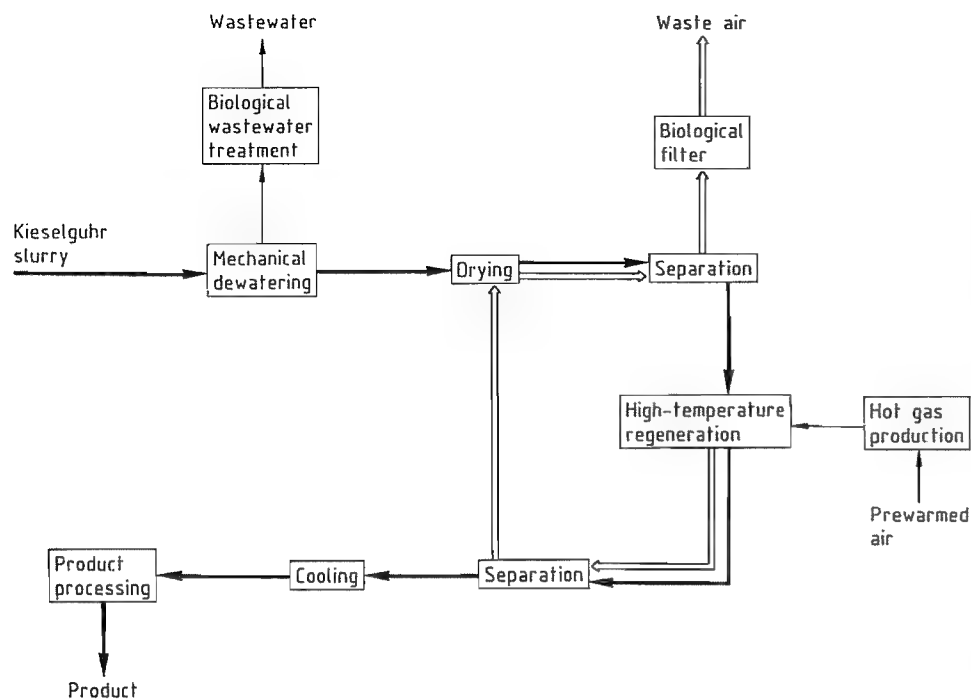 Wastewater
Waste air
Biological
wastewater
treatment
Biological
filter
Kieselguhr
slurry
Mechanical
dewatering
Drying
Separation
High-temperature
regeneration
Hot gas
production
Prewarmed
air
Product
processing
Cooling
Separation
Product